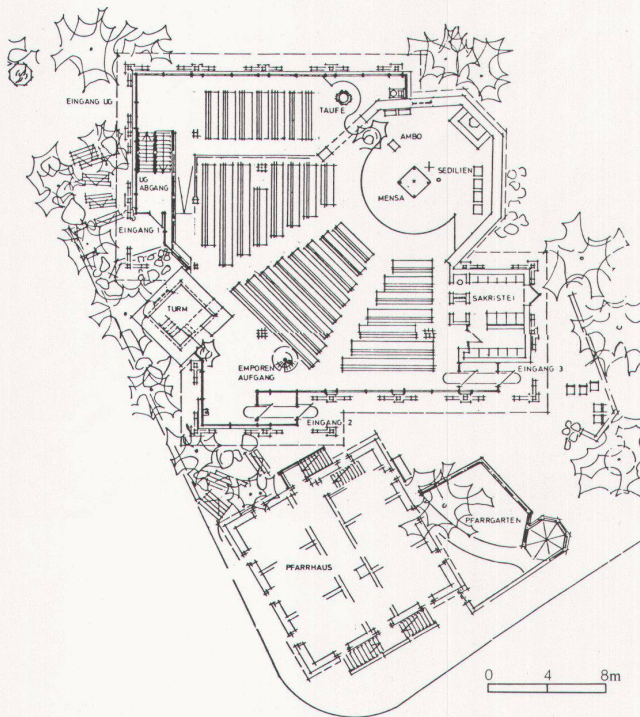 EINGANG UG
TAUFE
AMBO
SEDILIEN
UG
ABGANG
MENSA
EINGANG 1
TURM
SAKRISTEI
EMPOREN
AUFGANG
EINGANG 3
EINGANG 2
PFARRGARTEN
PFARRHAUS
0 4 8m